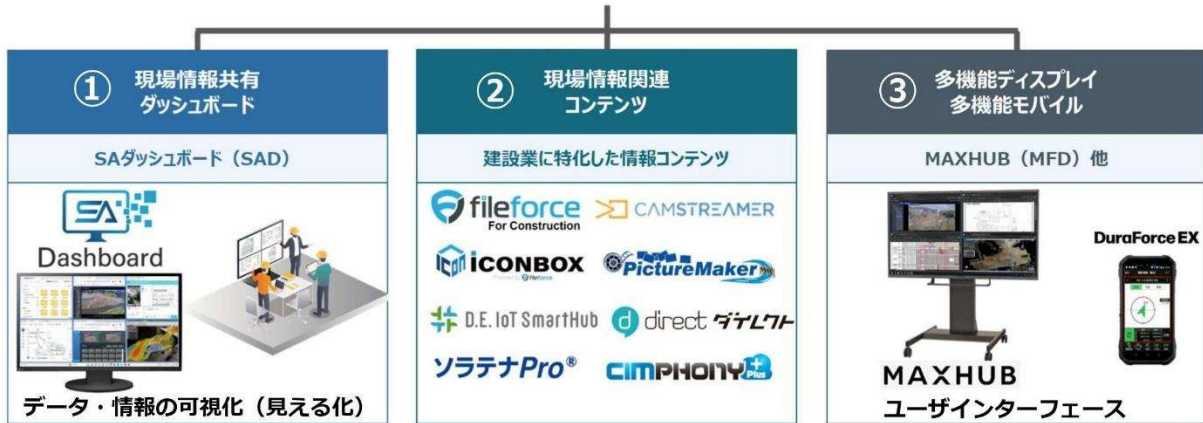 ① 現場情報共有
ダッシュボード
SAダッシュボード（SAD）
SA
Dashboard
データ・情報の可視化（見える化）
② 現場情報関連
コンテンツ
建設業に特化した情報コンテンツ
fileforce
For Construction
CAMSTREAMER
icon ICONBOX
fileforce
PictureMaker
D.E. IoT SmartHub
d direct ダイレクト
ソラテナPro®
CIMPHONY Plus
③ 多機能ディスプレイ
多機能モバイル
MAXHUB（MFD）他
DuraForce EX
MAXHUB
ユーザインターフェース